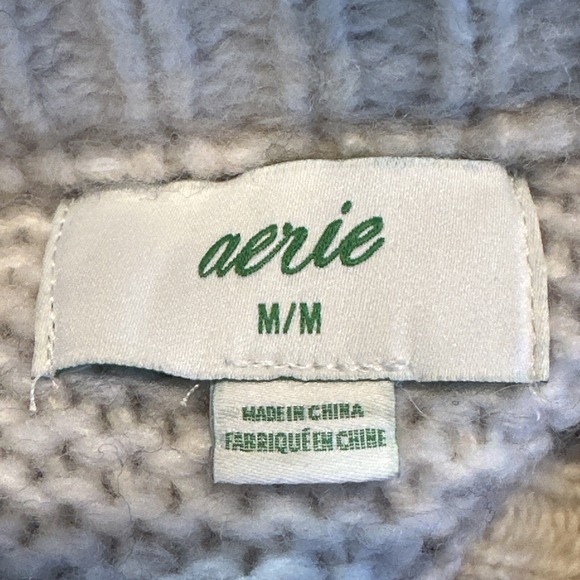 aerie
M/M
MADE IN CHINA
FABRIQUÉ EN CHINE